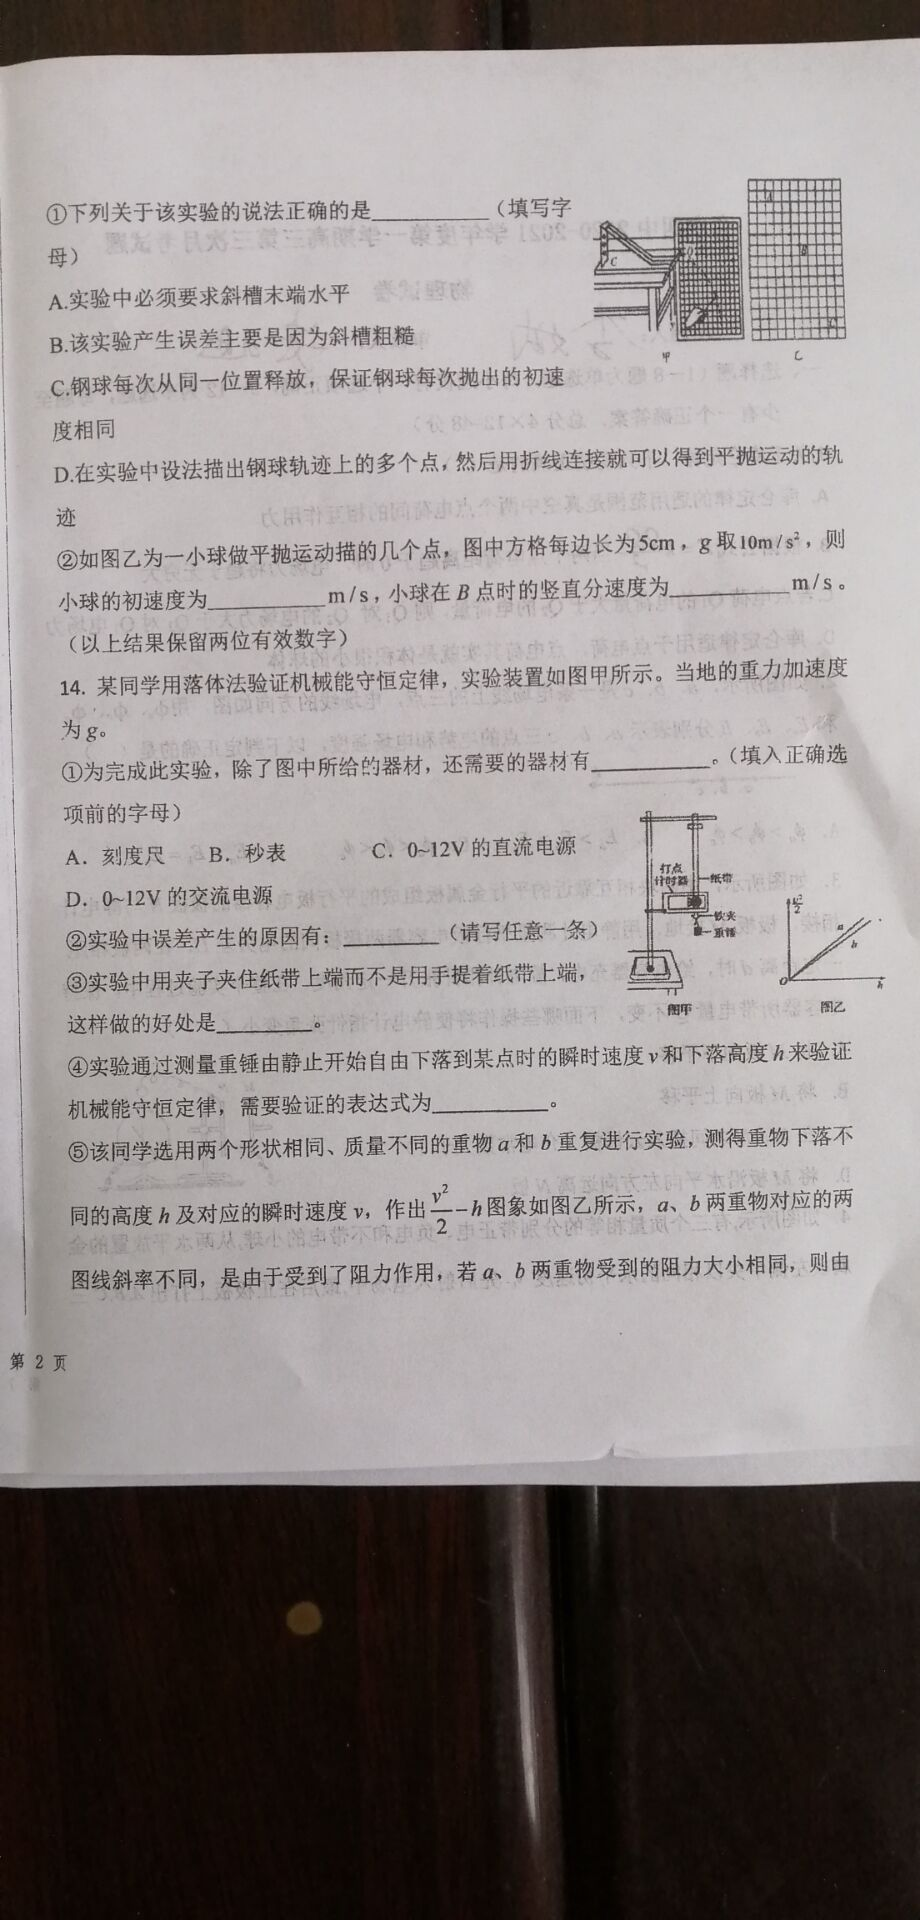 ①下列关于该实验的说法正确的是__________(填写字
母)
A.实验中必须要求斜槽末端水平
B.该实验产生误差主要是因为斜槽粗糙
C.钢球每次从同一位置释放，保证钢球每次抛出的初速
度相同
D.在实验中设法描出钢球轨迹上的多个点，然后用折线连接就可以得到平抛运动的轨
迹
②如图乙为一小球做平抛运动描的几个点，图中方格每边长为5cm，g取10m/s²，则
小球的初速度为__________m/s，小球在B点时的竖直分速度为__________m/s。
(以上结果保留两位有效数字)
14. 某同学用落体法验证机械能守恒定律，实验装置如图甲所示。当地的重力加速度
为g。
①为完成此实验，除了图中所给的器材，还需要的器材有__________。(填入正确选
项前的字母)
A．刻度尺 B．秒表 C．0~12V的直流电源
D．0~12V的交流电源
②实验中误差产生的原因有：________(请写任意一条)
③实验中用夹子夹住纸带上端而不是用手提着纸带上端，
这样做的好处是________。
④实验通过测量重锤由静止开始自由下落到某点时的瞬时速度v和下落高度h来验证
机械能守恒定律，需要验证的表达式为__________。
⑤该同学选用两个形状相同、质量不同的重物a和b重复进行实验，测得重物下落不
同的高度h及对应的瞬时速度v，作出v²/2－h图象如图乙所示，a、b两重物对应的两
图线斜率不同，是由于受到了阻力作用，若a、b两重物受到的阻力大小相同，则由
C
甲
A
B
C
打点
计时器
纸带
铁夹
重锤
图甲
v²/2
a
b
O
h
图乙
第 2 页